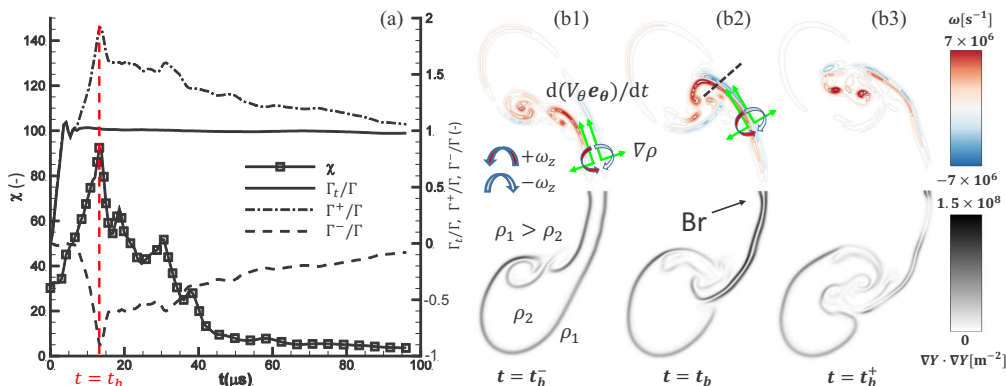 (a)
140
120
100
80
60
40
20
0
χ (-)
2
1.5
1
0.5
0
-0.5
-1
Γt/Γ, Γ⁺/Γ, Γ⁻/Γ (-)
χ
Γt/Γ
Γ⁺/Γ
Γ⁻/Γ
0
20
40
60
80
100
t = tb
t(μs)
(b1)
(b2)
(b3)
d(Vθeθ)/dt
∇ρ
+ωz
−ωz
ρ1 > ρ2
ρ2
ρ1
Br
t = tb⁻
t = tb
t = tb⁺
ω[s⁻¹]
7 × 10⁶
−7 × 10⁶
1.5 × 10⁸
0
∇Y · ∇Y[m⁻²]